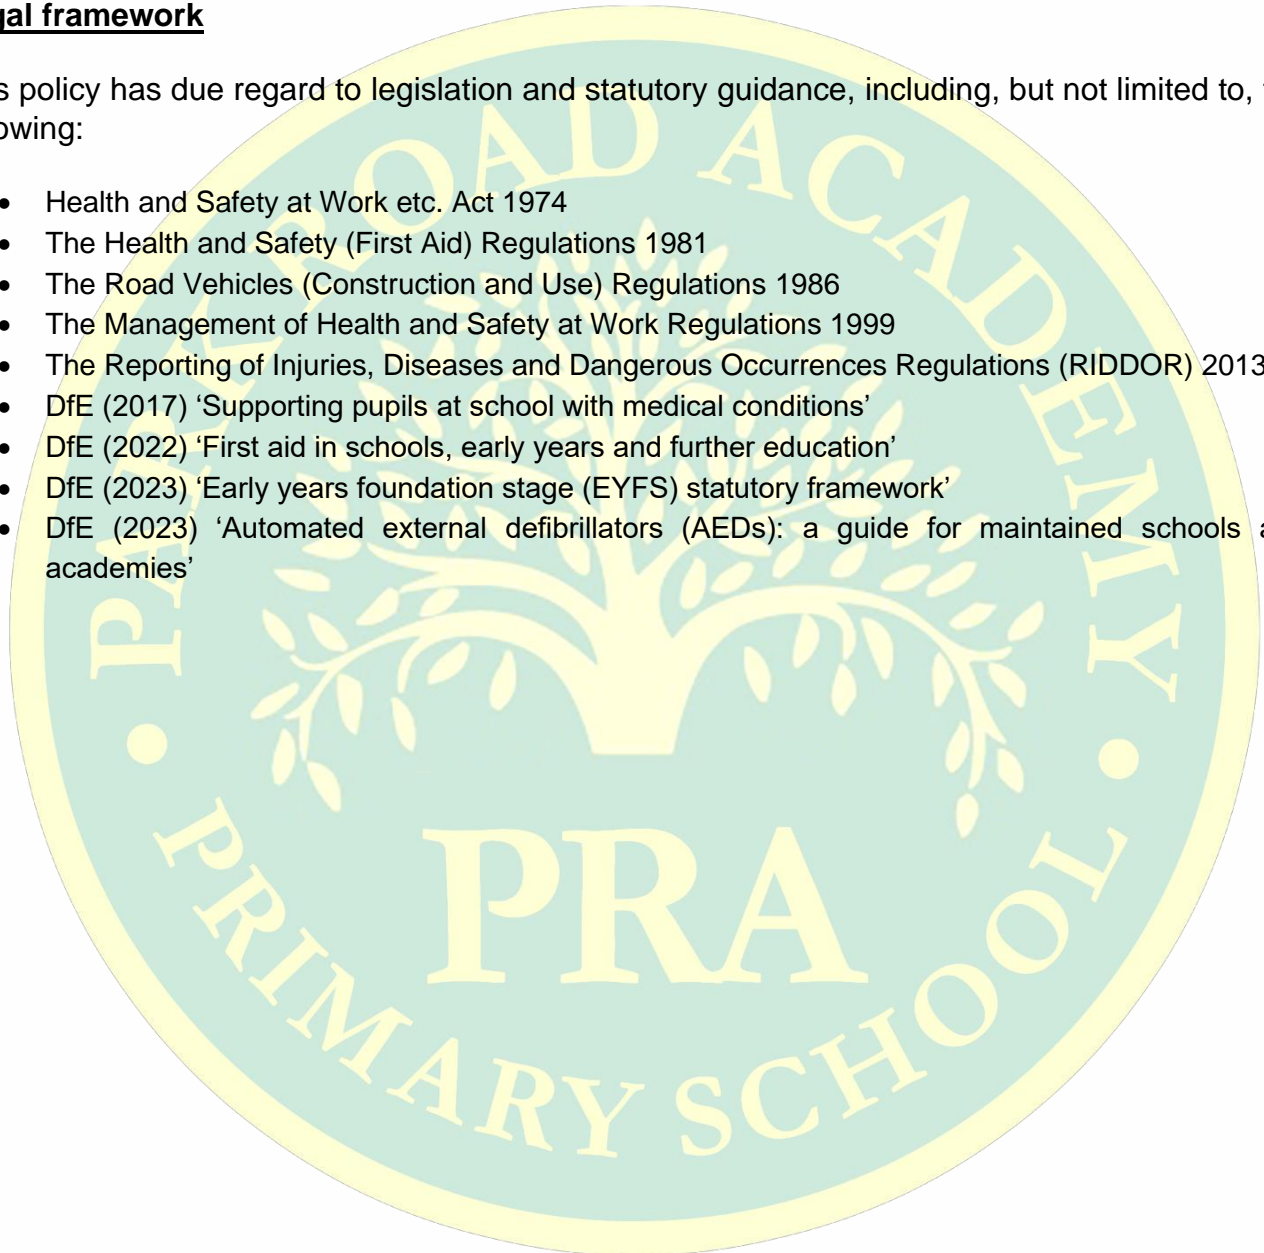 gal framework
s policy has due regard to legislation and statutory guidance, including, but not limited to, t
owing:
• Health and Safety at Work etc. Act 1974
• The Health and Safety (First Aid) Regulations 1981
• The Road Vehicles (Construction and Use) Regulations 1986
• The Management of Health and Safety at Work Regulations 1999
• The Reporting of Injuries, Diseases and Dangerous Occurrences Regulations (RIDDOR) 2013
• DfE (2017) ‘Supporting pupils at school with medical conditions’
• DfE (2022) ‘First aid in schools, early years and further education’
• DfE (2023) ‘Early years foundation stage (EYFS) statutory framework’
• DfE (2023) ‘Automated external defibrillators (AEDs): a guide for maintained schools a
academies’
PARK ROAD ACADEMY
PRA
PRIMARY SCHOOL